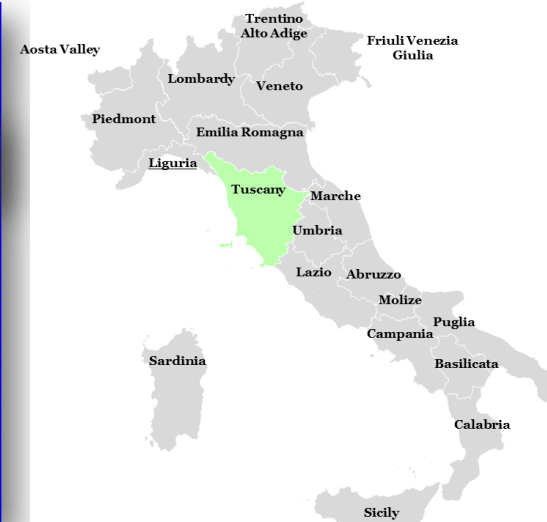 Trentino
Alto Adige
Friuli Venezia
Giulia
Aosta Valley
Lombardy
Veneto
Piedmont
Emilia Romagna
Liguria
Tuscany
Marche
Umbria
Lazio
Abruzzo
Molize
Puglia
Campania
Basilicata
Sardinia
Calabria
Sicily